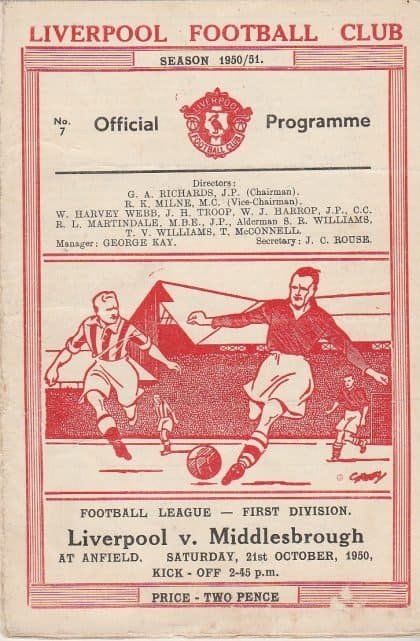 LIVERPOOL FOOTBALL CLUB
SEASON 1950/51.
No. 7
Official Programme
LIVERPOOL
FOOTBALL CLUB
Directors:
G. A. RICHARDS, J.P. (Chairman).
R. K. MILNE, M.C. (Vice-Chairman).
W. HARVEY WEBB, J. H. TROOP, W. J. HARROP, J.P., C.C.
R. L. MARTINDALE, M.B.E., J.P., Alderman S. R. WILLIAMS,
T. V. WILLIAMS, T. McCONNELL.
Manager: GEORGE KAY. Secretary: J. C. ROUSE.
FOOTBALL LEAGUE — FIRST DIVISION.
Liverpool v. Middlesbrough
AT ANFIELD. SATURDAY, 21st OCTOBER, 1950,
KICK - OFF 2-45 p.m.
PRICE - TWO PENCE